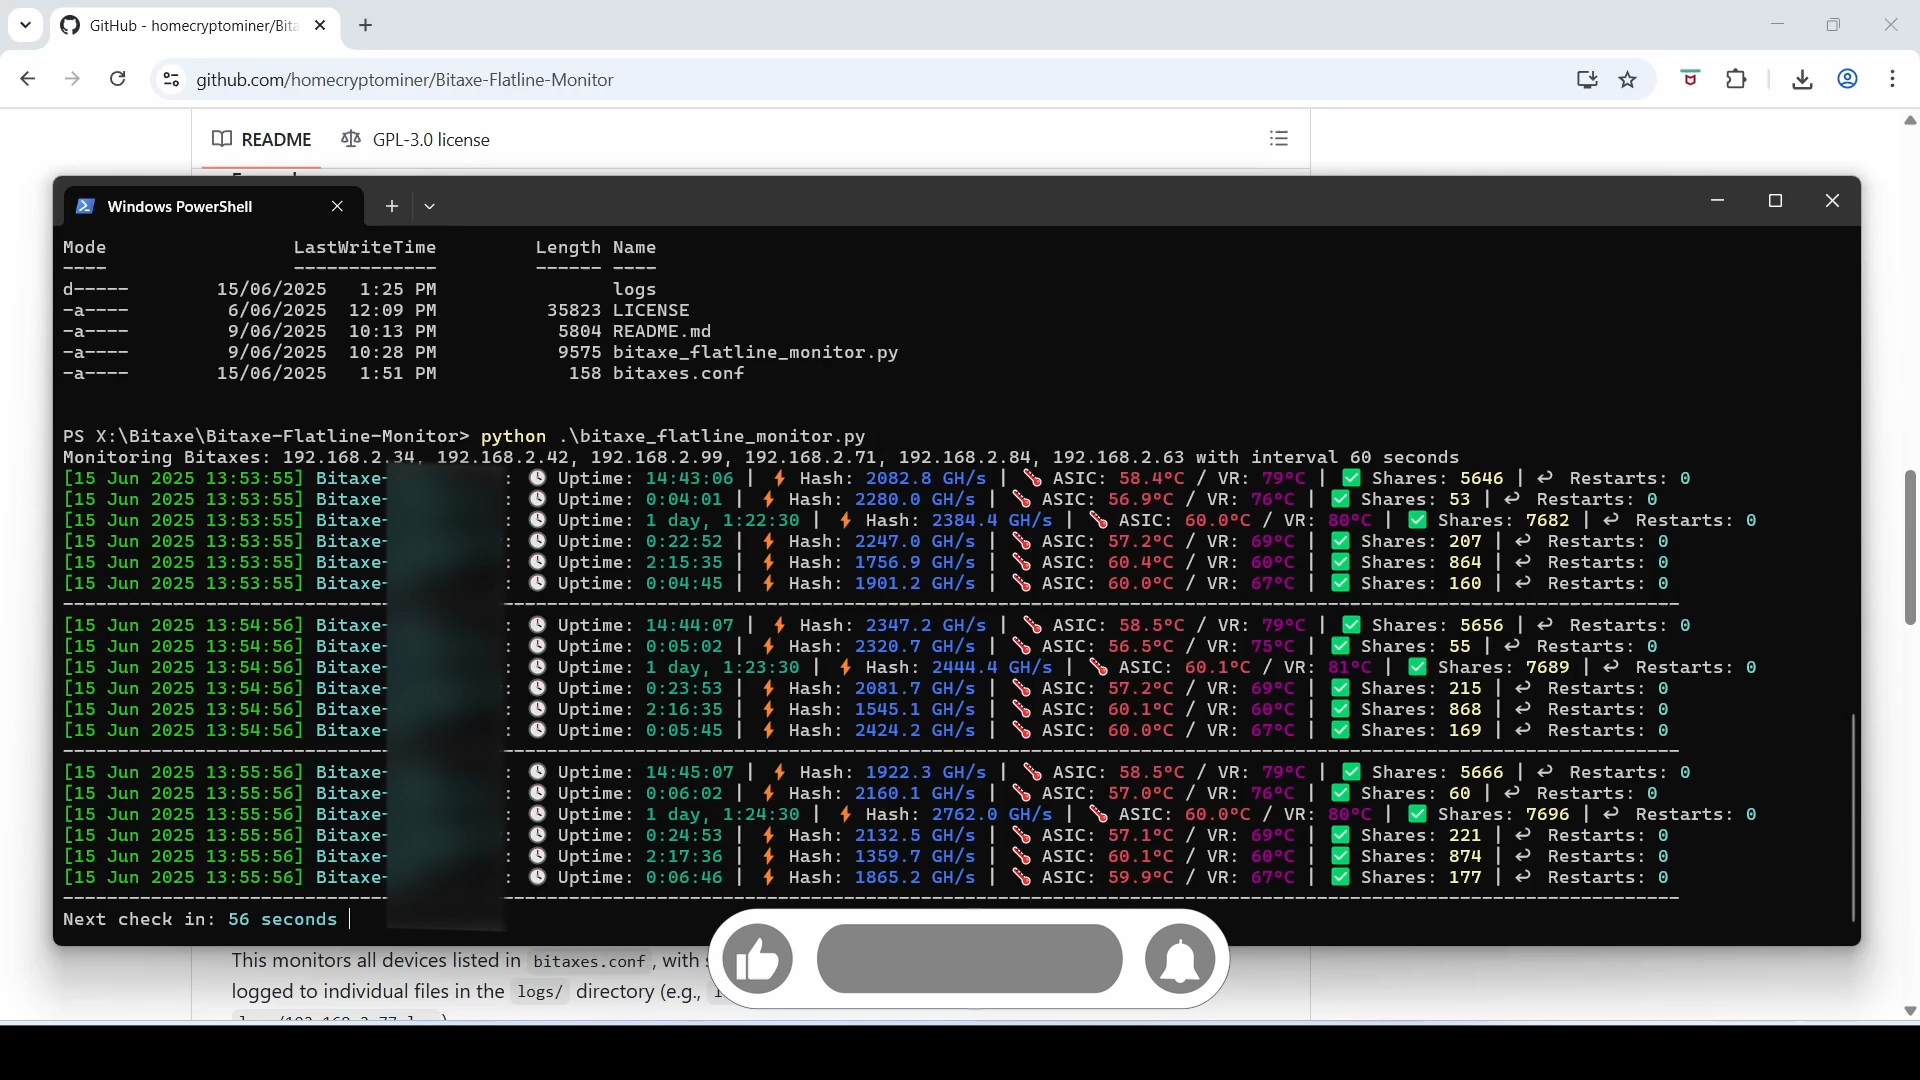 GitHub - homecryptominer/Bita
github.com/homecryptominer/Bitaxe-Flatline-Monitor
README GPL-3.0 license
Windows PowerShell
Mode LastWriteTime Length Name
---- ------------- ------ ----
d----- 15/06/2025 1:25 PM logs
-a---- 6/06/2025 12:09 PM 35823 LICENSE
-a---- 9/06/2025 10:13 PM 5804 README.md
-a---- 9/06/2025 10:28 PM 9575 bitaxe_flatline_monitor.py
-a---- 15/06/2025 1:51 PM 158 bitaxes.conf
PS X:\Bitaxe\Bitaxe-Flatline-Monitor> python .\bitaxe_flatline_monitor.py
Monitoring Bitaxes: 192.168.2.34, 192.168.2.42, 192.168.2.99, 192.168.2.71, 192.168.2.84, 192.168.2.63 with interval 60 seconds
[15 Jun 2025 13:53:55] Bitaxe- : 🕓 Uptime: 14:43:06 | ⚡ Hash: 2082.8 GH/s | 🌡 ASIC: 58.4°C / VR: 79°C | ✅ Shares: 5646 | ↩ Restarts: 0
[15 Jun 2025 13:53:55] Bitaxe- : 🕓 Uptime: 0:04:01 | ⚡ Hash: 2280.0 GH/s | 🌡 ASIC: 56.9°C / VR: 76°C | ✅ Shares: 53 | ↩ Restarts: 0
[15 Jun 2025 13:53:55] Bitaxe- : 🕓 Uptime: 1 day, 1:22:30 | ⚡ Hash: 2384.4 GH/s | 🌡 ASIC: 60.0°C / VR: 80°C | ✅ Shares: 7682 | ↩ Restarts: 0
[15 Jun 2025 13:53:55] Bitaxe- : 🕓 Uptime: 0:22:52 | ⚡ Hash: 2247.0 GH/s | 🌡 ASIC: 57.2°C / VR: 69°C | ✅ Shares: 207 | ↩ Restarts: 0
[15 Jun 2025 13:53:55] Bitaxe- : 🕓 Uptime: 2:15:35 | ⚡ Hash: 1756.9 GH/s | 🌡 ASIC: 60.4°C / VR: 60°C | ✅ Shares: 864 | ↩ Restarts: 0
[15 Jun 2025 13:53:55] Bitaxe- : 🕓 Uptime: 0:04:45 | ⚡ Hash: 1901.2 GH/s | 🌡 ASIC: 60.0°C / VR: 67°C | ✅ Shares: 160 | ↩ Restarts: 0
[15 Jun 2025 13:54:56] Bitaxe- : 🕓 Uptime: 14:44:07 | ⚡ Hash: 2347.2 GH/s | 🌡 ASIC: 58.5°C / VR: 79°C | ✅ Shares: 5656 | ↩ Restarts: 0
[15 Jun 2025 13:54:56] Bitaxe- : 🕓 Uptime: 0:05:02 | ⚡ Hash: 2320.7 GH/s | 🌡 ASIC: 56.5°C / VR: 75°C | ✅ Shares: 55 | ↩ Restarts: 0
[15 Jun 2025 13:54:56] Bitaxe- : 🕓 Uptime: 1 day, 1:23:30 | ⚡ Hash: 2444.4 GH/s | 🌡 ASIC: 60.1°C / VR: 81°C | ✅ Shares: 7689 | ↩ Restarts: 0
[15 Jun 2025 13:54:56] Bitaxe- : 🕓 Uptime: 0:23:53 | ⚡ Hash: 2081.7 GH/s | 🌡 ASIC: 57.2°C / VR: 69°C | ✅ Shares: 215 | ↩ Restarts: 0
[15 Jun 2025 13:54:56] Bitaxe- : 🕓 Uptime: 2:16:35 | ⚡ Hash: 1545.1 GH/s | 🌡 ASIC: 60.1°C / VR: 60°C | ✅ Shares: 868 | ↩ Restarts: 0
[15 Jun 2025 13:54:56] Bitaxe- : 🕓 Uptime: 0:05:45 | ⚡ Hash: 2424.2 GH/s | 🌡 ASIC: 60.0°C / VR: 67°C | ✅ Shares: 169 | ↩ Restarts: 0
[15 Jun 2025 13:55:56] Bitaxe- : 🕓 Uptime: 14:45:07 | ⚡ Hash: 1922.3 GH/s | 🌡 ASIC: 58.5°C / VR: 79°C | ✅ Shares: 5666 | ↩ Restarts: 0
[15 Jun 2025 13:55:56] Bitaxe- : 🕓 Uptime: 0:06:02 | ⚡ Hash: 2160.1 GH/s | 🌡 ASIC: 57.0°C / VR: 76°C | ✅ Shares: 60 | ↩ Restarts: 0
[15 Jun 2025 13:55:56] Bitaxe- : 🕓 Uptime: 1 day, 1:24:30 | ⚡ Hash: 2762.0 GH/s | 🌡 ASIC: 60.0°C / VR: 80°C | ✅ Shares: 7696 | ↩ Restarts: 0
[15 Jun 2025 13:55:56] Bitaxe- : 🕓 Uptime: 0:24:53 | ⚡ Hash: 2132.5 GH/s | 🌡 ASIC: 57.1°C / VR: 69°C | ✅ Shares: 221 | ↩ Restarts: 0
[15 Jun 2025 13:55:56] Bitaxe- : 🕓 Uptime: 2:17:36 | ⚡ Hash: 1359.7 GH/s | 🌡 ASIC: 60.1°C / VR: 60°C | ✅ Shares: 874 | ↩ Restarts: 0
[15 Jun 2025 13:55:56] Bitaxe- : 🕓 Uptime: 0:06:46 | ⚡ Hash: 1865.2 GH/s | 🌡 ASIC: 59.9°C / VR: 67°C | ✅ Shares: 177 | ↩ Restarts: 0
Next check in: 56 seconds
This monitors all devices listed in bitaxes.conf, with
logged to individual files in the logs/ directory (e.g.,